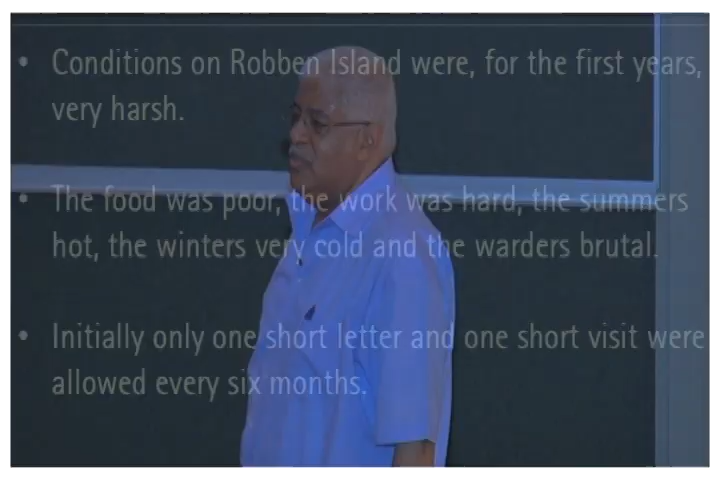 • Conditions on Robben Island were, for the first years,
very harsh.
• The food was poor, the work was hard, the summers
hot, the winters very cold and the warders brutal.
• Initially only one short letter and one short visit were
allowed every six months.